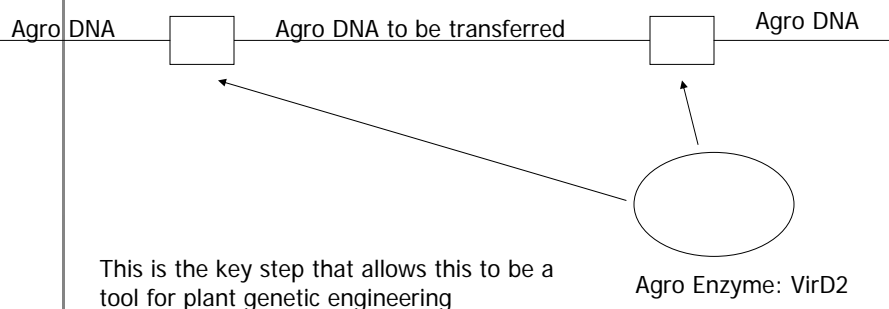 Agro DNA
Agro DNA to be transferred
Agro DNA
This is the key step that allows this to be a
tool for plant genetic engineering
Agro Enzyme: VirD2